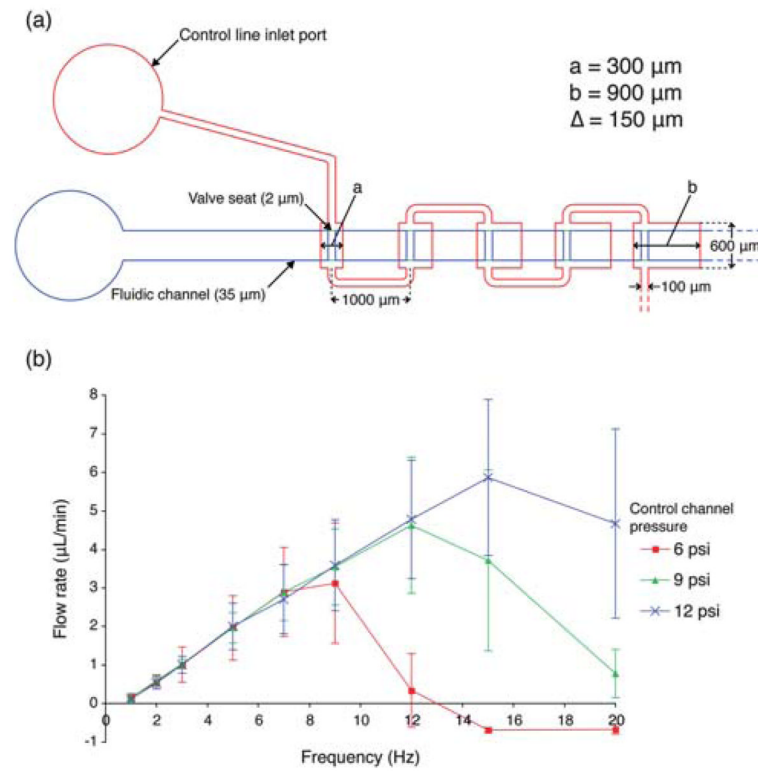 (a)
Control line inlet port
a = 300 μm
b = 900 μm
Δ = 150 μm
Valve seat (2 μm)
a
b
600 μm
Fluidic channel (35 μm)
1000 μm
100 μm
(b)
8
7
6
5
4
3
2
1
0
-1
0 2 4 6 8 10 12 14 16 18 20
Flow rate (μL/min)
Frequency (Hz)
Control channel
pressure
6 psi
9 psi
12 psi